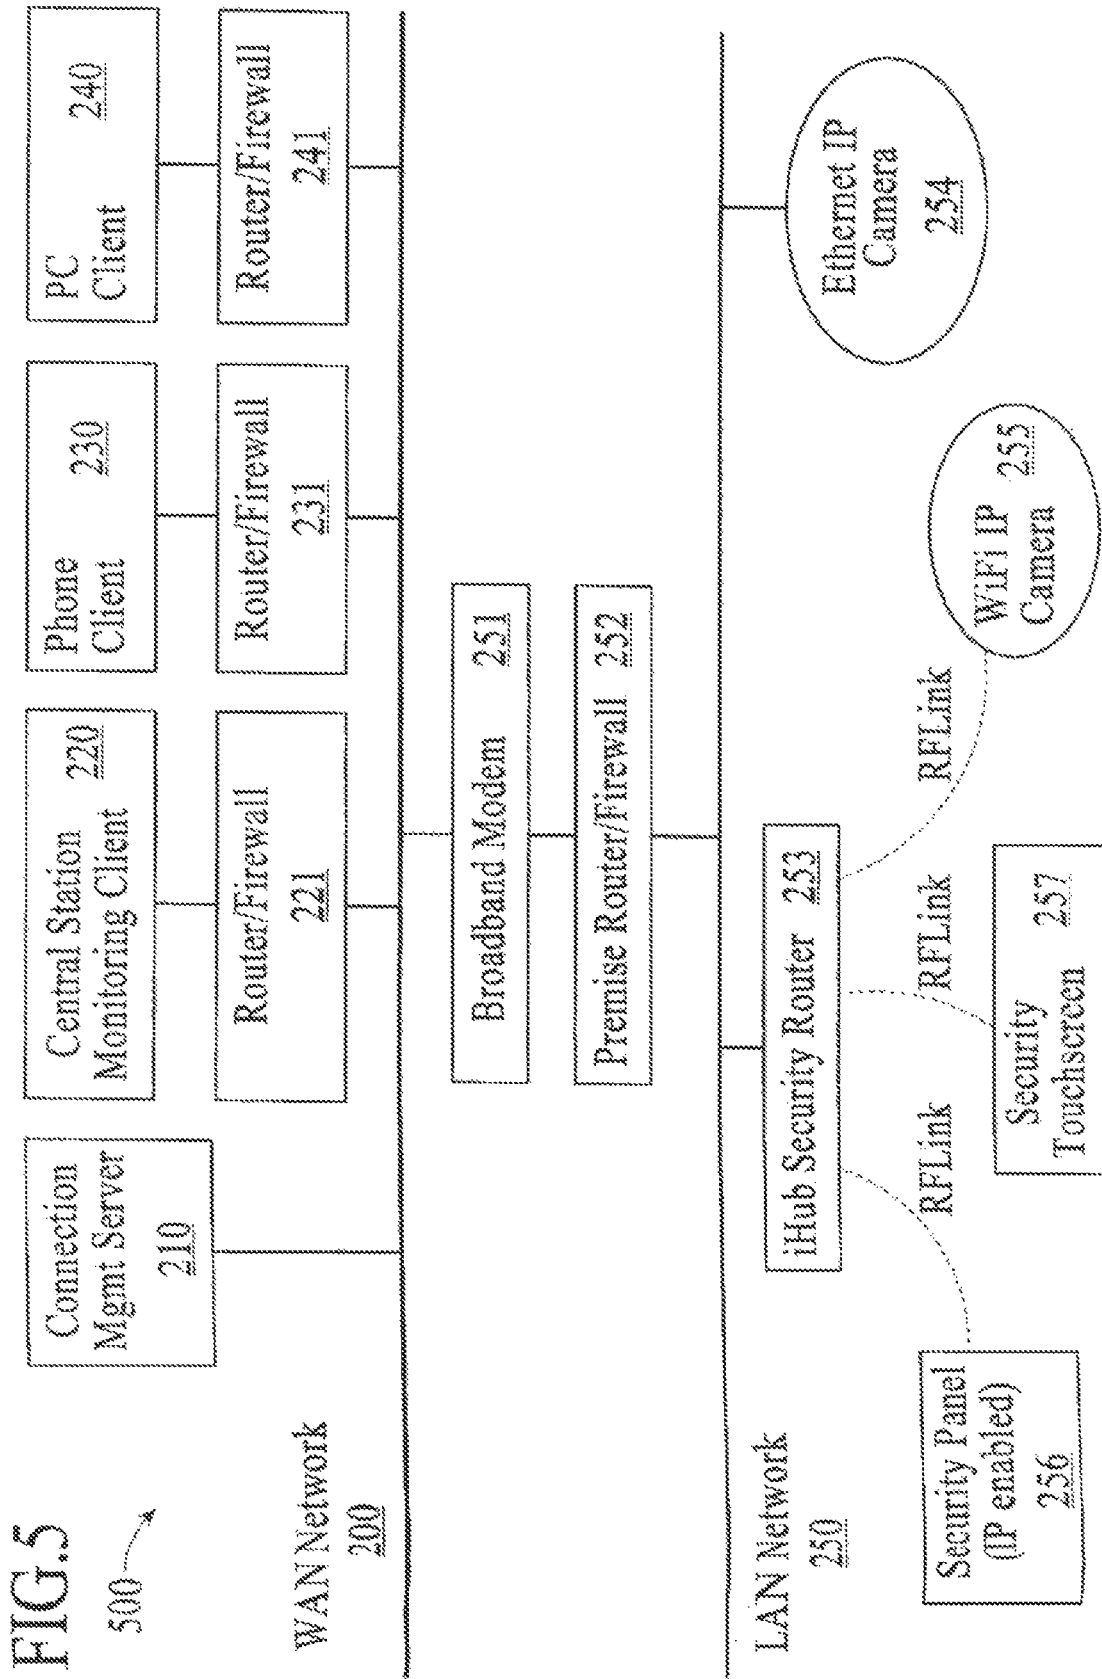 FIG.5
500
Connection
Mgmt Server
210
Central Station
Monitoring Client
220
Phone
Client
230
PC
Client
240
Router/Firewall
221
Router/Firewall
231
Router/Firewall
241
WAN Network
200
Broadband Modem 251
Premise Router/Firewall 252
LAN Network
250
iHub Security Router 253
RFLink
RFLink
RFLink
Security Panel
(IP enabled)
256
Security
Touchscreen
257
WiFi IP
Camera
255
Ethernet IP
Camera
254